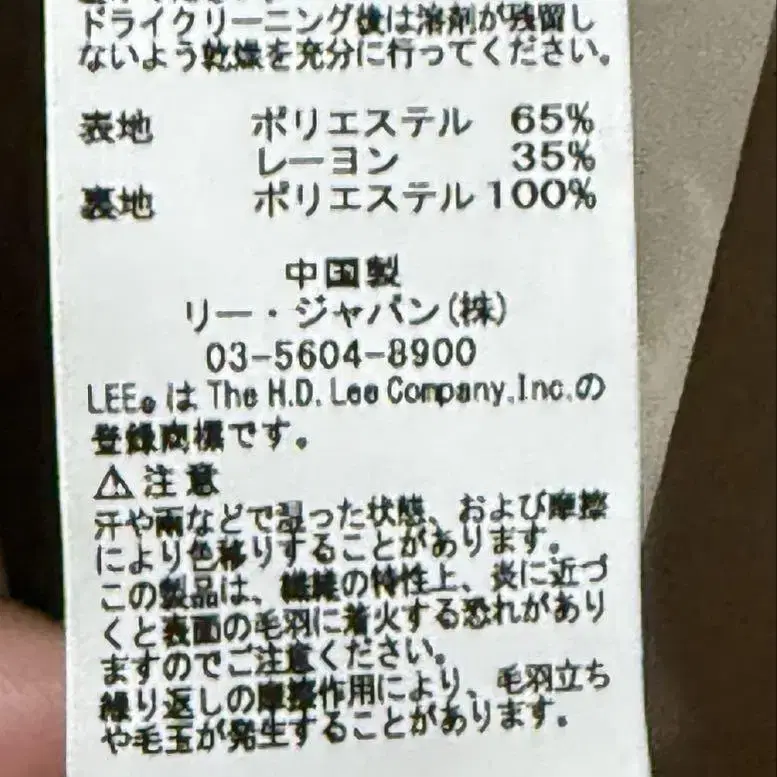 ドライクリーニング後は溶剤が残留し
ないよう乾燥を充分に行ってください。
表地 ポリエステル 65%
レーヨン 35%
裏地 ポリエステル 100%
中国製
リー・ジャパン(株)
03-5604-8900
LEE®は The H.D. Lee Company,Inc.の
登録商標です。
⚠注意
汗や雨などで湿った状態、および摩擦
により色移りすることがあります。
この製品は、繊維の特性上、炎に近づ
くと表面の毛羽に着火する恐れがあり
ますのでご注意ください。
繰り返しの摩擦作用により、毛羽立ち
や毛玉が発生することがあります。